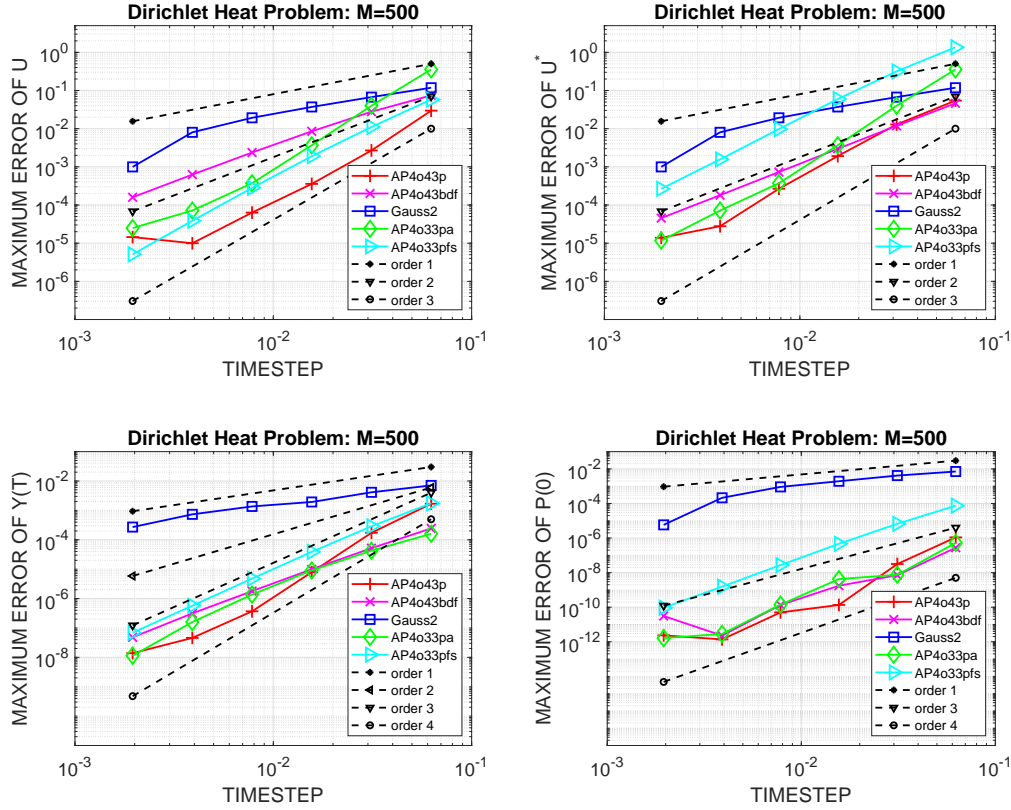 Dirichlet Heat Problem: M=500
MAXIMUM ERROR OF U
10^0
10^-1
10^-2
10^-3
10^-4
10^-5
10^-6
AP4o43p
AP4o43bdf
Gauss2
AP4o33pa
AP4o33pfs
order 1
order 2
order 3
10^-3
10^-2
10^-1
TIMESTEP
Dirichlet Heat Problem: M=500
MAXIMUM ERROR OF U^*
10^0
10^-1
10^-2
10^-3
10^-4
10^-5
10^-6
AP4o43p
AP4o43bdf
Gauss2
AP4o33pa
AP4o33pfs
order 1
order 2
order 3
10^-3
10^-2
10^-1
TIMESTEP
Dirichlet Heat Problem: M=500
MAXIMUM ERROR OF Y(T)
10^-2
10^-4
10^-6
10^-8
AP4o43p
AP4o43bdf
Gauss2
AP4o33pa
AP4o33pfs
order 1
order 2
order 3
order 4
10^-3
10^-2
10^-1
TIMESTEP
Dirichlet Heat Problem: M=500
MAXIMUM ERROR OF P(0)
10^-2
10^-4
10^-6
10^-8
10^-10
10^-12
AP4o43p
AP4o43bdf
Gauss2
AP4o33pa
AP4o33pfs
order 1
order 3
order 4
10^-3
10^-2
10^-1
TIMESTEP